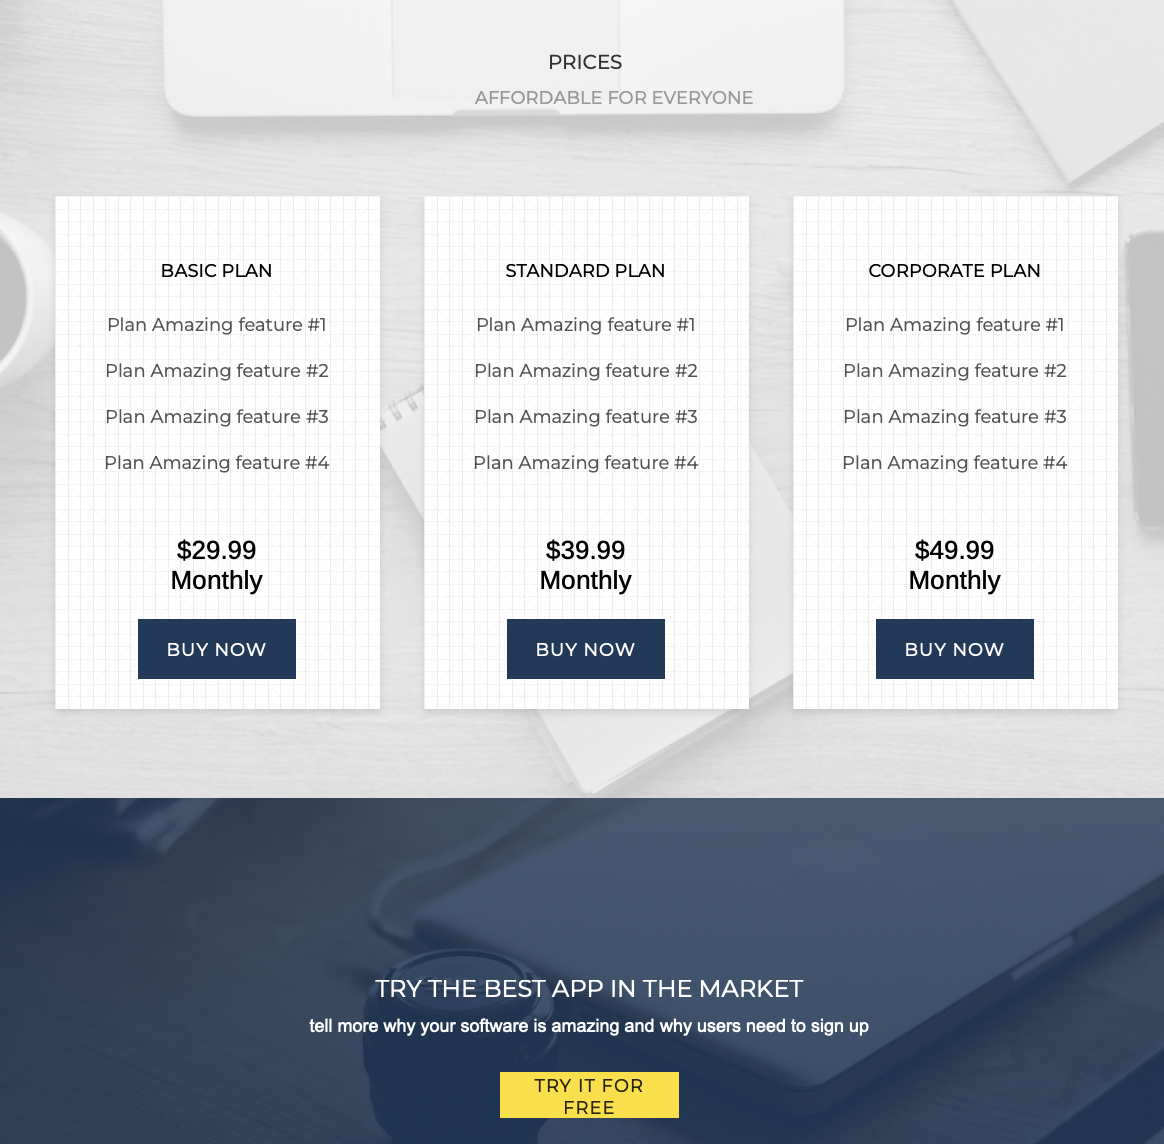 PRICES
AFFORDABLE FOR EVERYONE
BASIC PLAN
Plan Amazing feature #1
Plan Amazing feature #2
Plan Amazing feature #3
Plan Amazing feature #4
$29.99
Monthly
BUY NOW
STANDARD PLAN
Plan Amazing feature #1
Plan Amazing feature #2
Plan Amazing feature #3
Plan Amazing feature #4
$39.99
Monthly
BUY NOW
CORPORATE PLAN
Plan Amazing feature #1
Plan Amazing feature #2
Plan Amazing feature #3
Plan Amazing feature #4
$49.99
Monthly
BUY NOW
TRY THE BEST APP IN THE MARKET
tell more why your software is amazing and why users need to sign up
TRY IT FOR
FREE